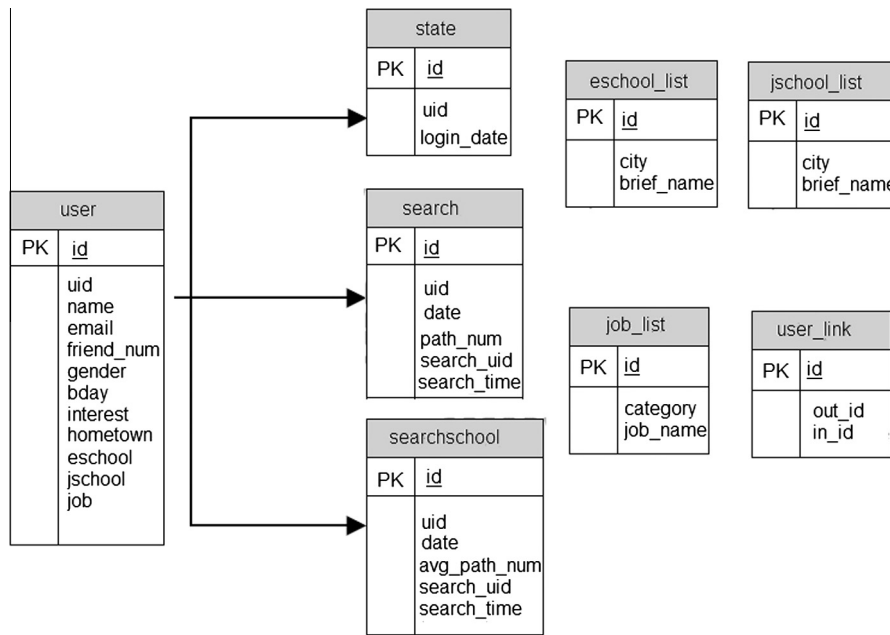 user
PK id
uid
name
email
friend_num
gender
bday
interest
hometown
eschool
jschool
job
state
PK id
uid
login_date
search
PK id
uid
date
path_num
search_uid
search_time
searchschool
PK id
uid
date
avg_path_num
search_uid
search_time
eschool_list
PK id
city
brief_name
jschool_list
PK id
city
brief_name
job_list
PK id
category
job_name
user_link
PK id
out_id
in_id